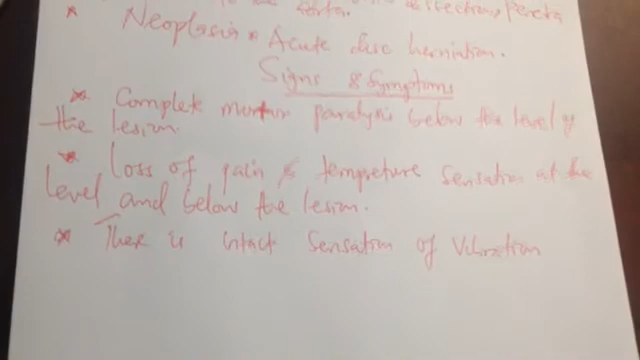 Neoplasia * Acute disc herniation.
Signs & Symptoms
* Complete motor paralysis below the level of
the lesion.
* Loss of pain & tempreture sensation at the
level and below the lesion.
* There is intact sensation of vibration